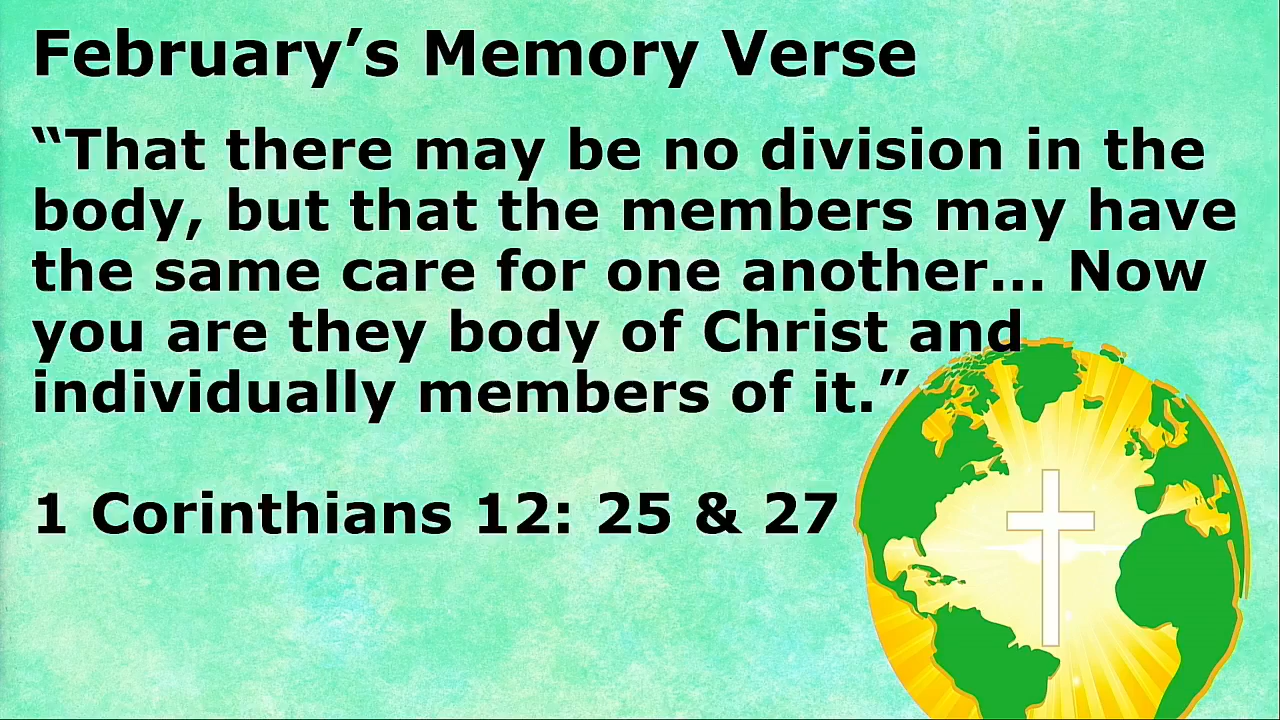 February’s Memory Verse
“That there may be no division in the
body, but that the members may have
the same care for one another... Now
you are they body of Christ and
individually members of it.”
1 Corinthians 12: 25 & 27